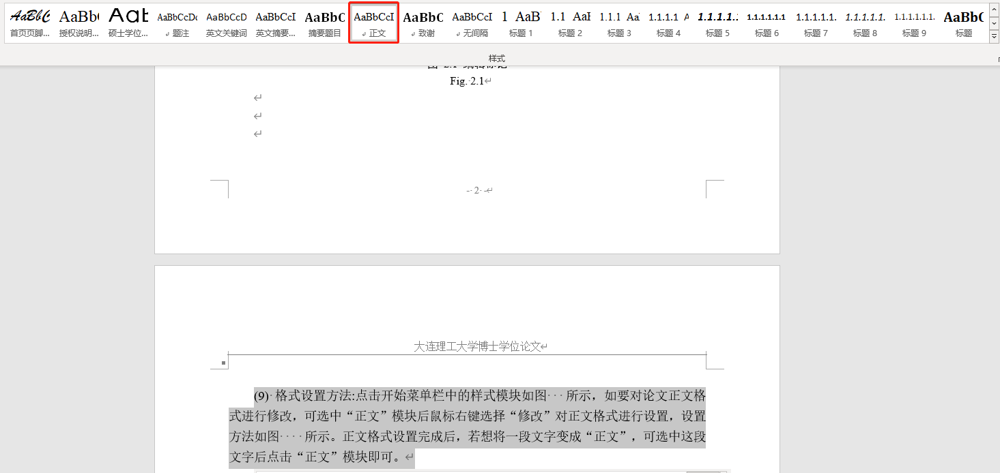 AaBbC AaBb( Aab AaBbCcDc AaBbCcD AaBbCcI AaBbC AaBbCcI AaBbC AaBbCcI 1 AaB 1.1 AaB 1.1.1 Aa 1.1.1.1 A 1.1.1.1. 1.1.1.1.1.1 1.1.1.1.1. 1.1.1.1.1. 1.1.1.1.1.1. AaBb(
首页页脚... 授权说明... 硕士学位... ↲ 题注 英文关键词 英文摘要... 摘要题目 ↲ 正文 ↲ 致谢 ↲ 无间隔 标题 1 标题 2 标题 3 标题 4 标题 5 标题 6 标题 7 标题 8 标题 9 标题
样式
Fig.·2.1↵
↵
↵
↵
-·2·-↵
大连理工大学博士学位论文↵
(9)·格式设置方法:点击开始菜单栏中的样式模块如图···所示，如要对论文正文格
式进行修改，可选中“正文”模块后鼠标右键选择“修改”对正文格式进行设置，设置
方法如图····所示。正文格式设置完成后，若想将一段文字变成“正文”，可选中这段
文字后点击“正文”模块即可。↵